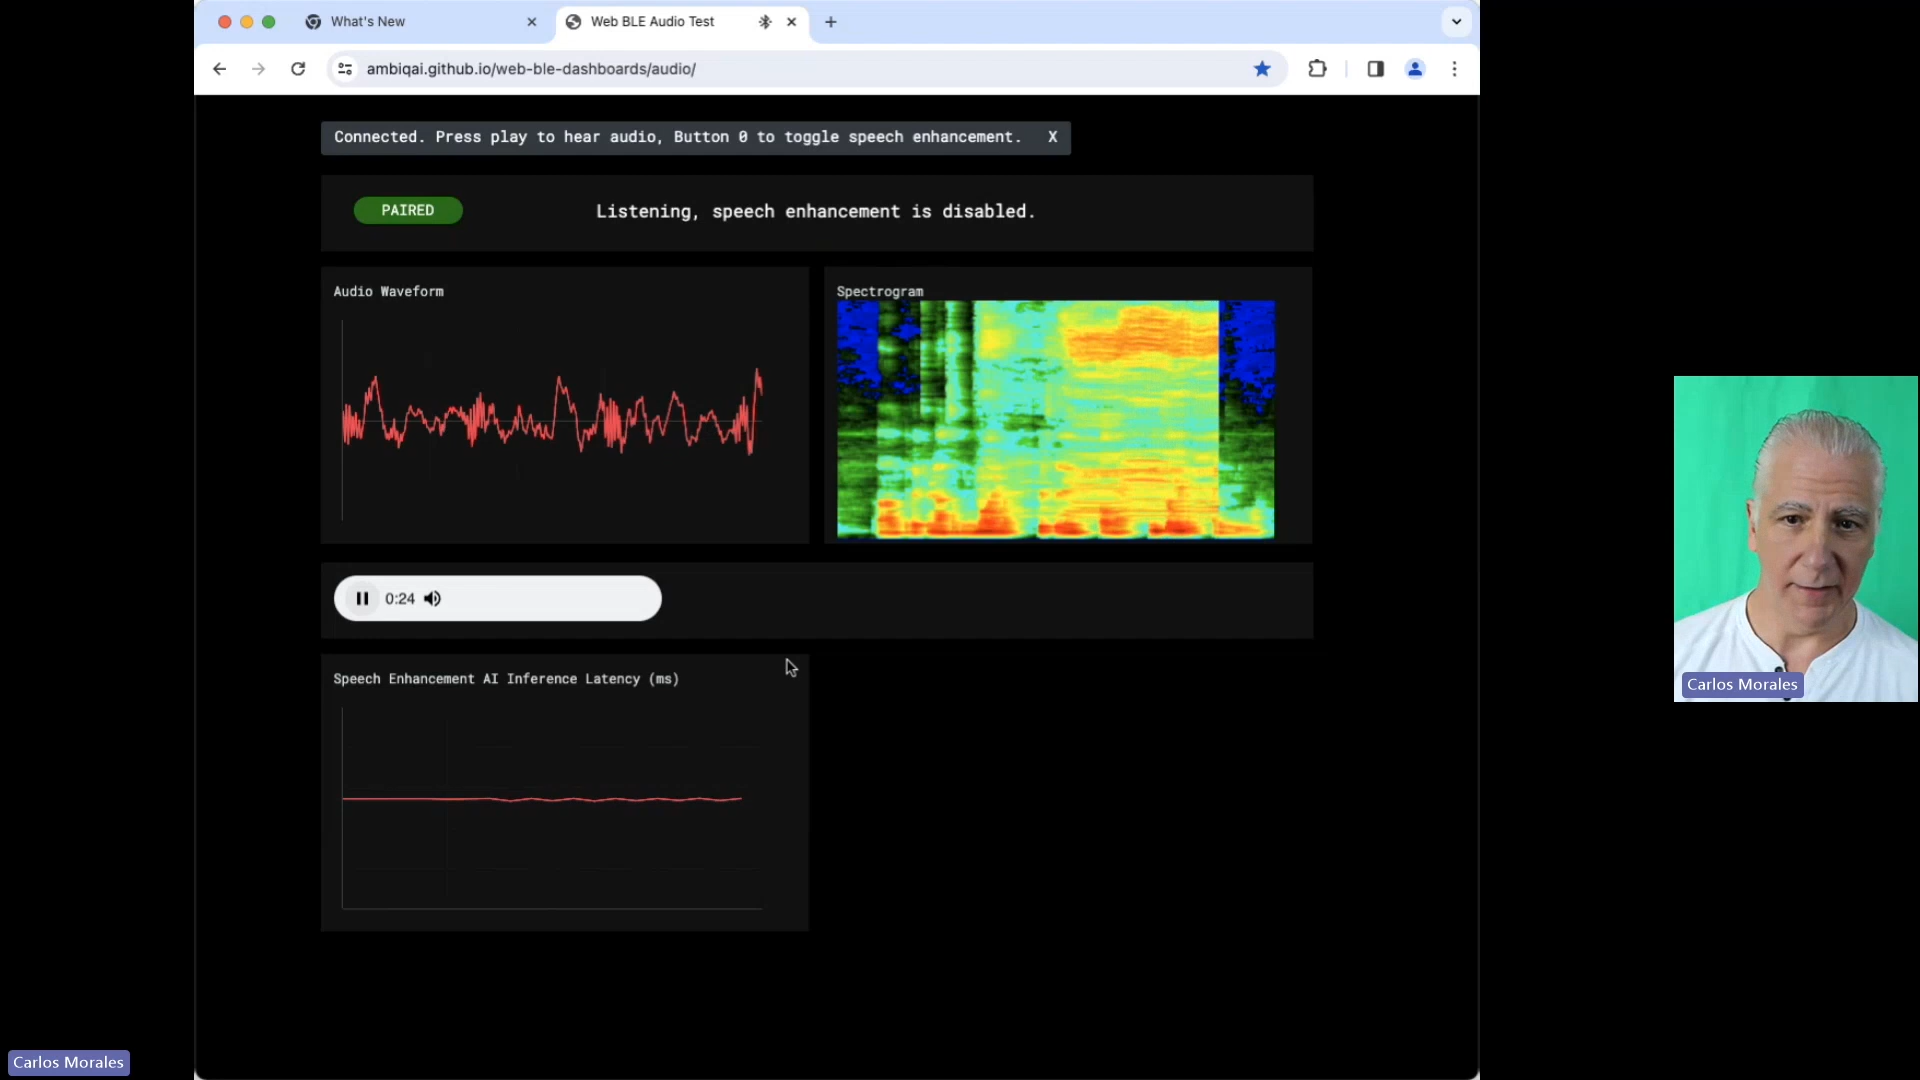 What's New
Web BLE Audio Test
ambiqai.github.io/web-ble-dashboards/audio/
Connected. Press play to hear audio, Button 0 to toggle speech enhancement. X
PAIRED
Listening, speech enhancement is disabled.
Audio Waveform
Spectrogram
0:24
Speech Enhancement AI Inference Latency (ms)
Carlos Morales
Carlos Morales